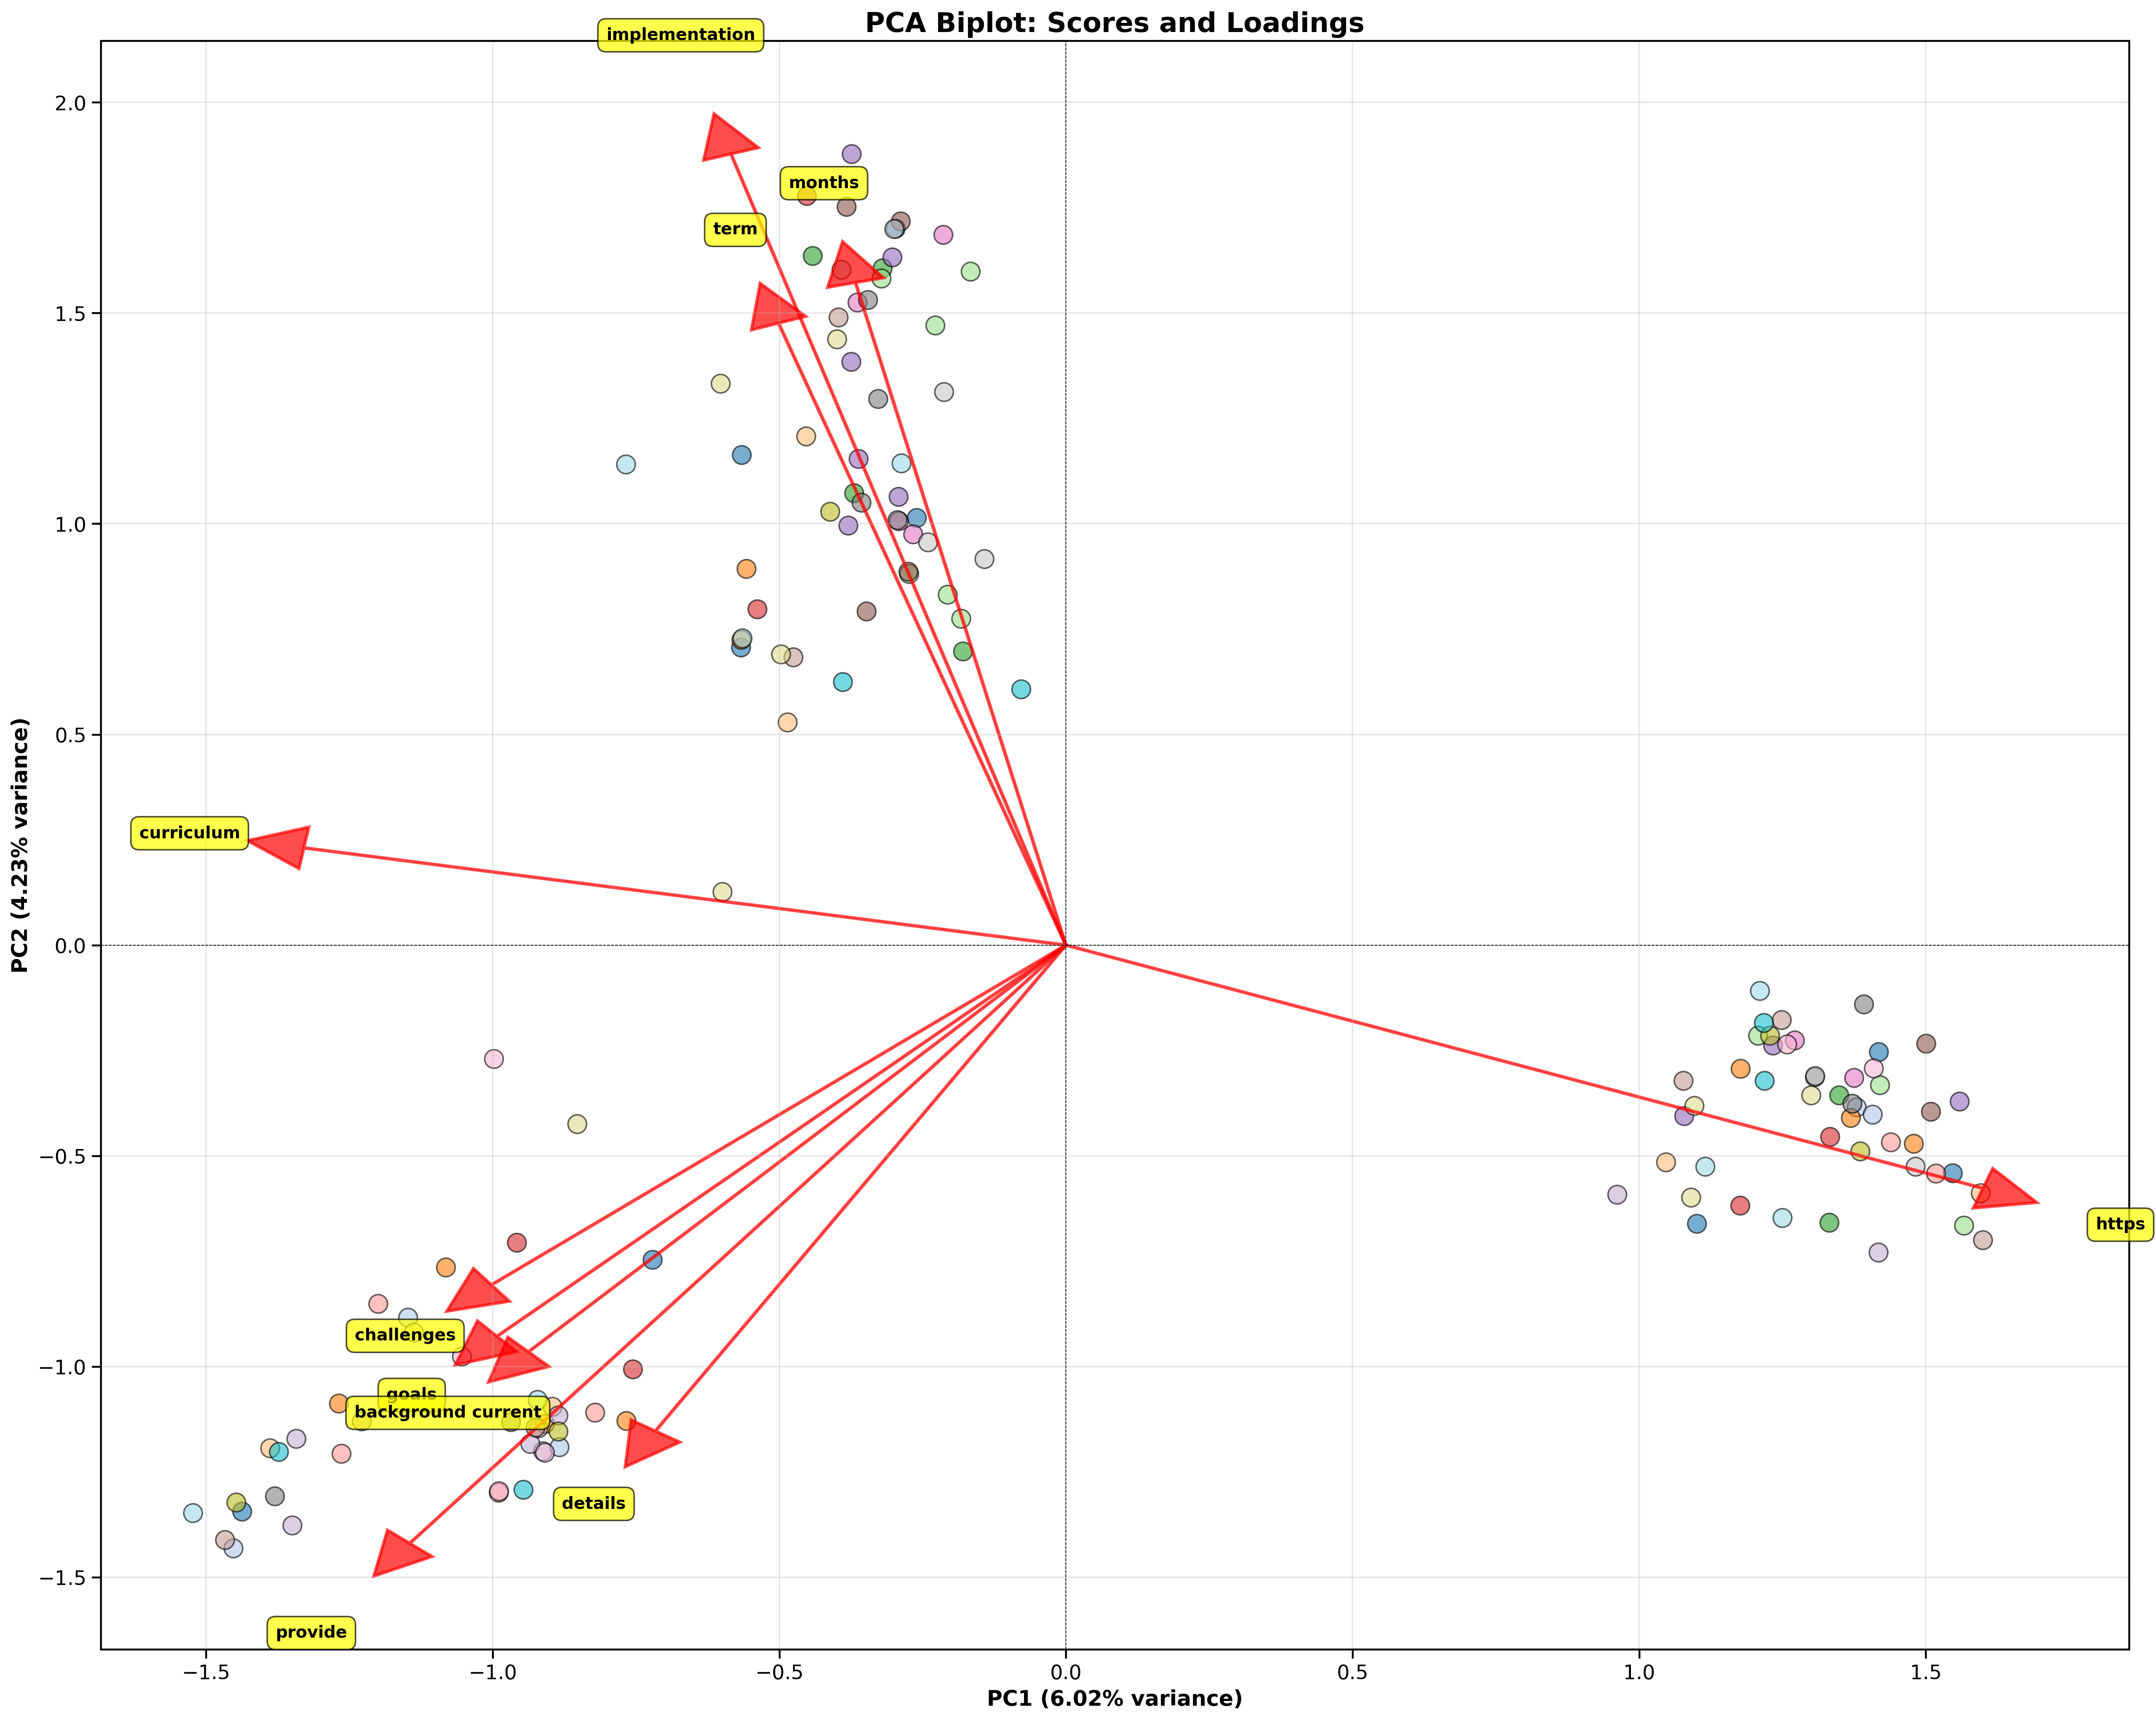 PCA Biplot: Scores and Loadings
implementation
months
term
curriculum
https
challenges
goals
background current
details
provide
2.0
1.5
1.0
0.5
0.0
−0.5
−1.0
−1.5
PC2 (4.23% variance)
−1.5 −1.0 −0.5 0.0 0.5 1.0 1.5
PC1 (6.02% variance)